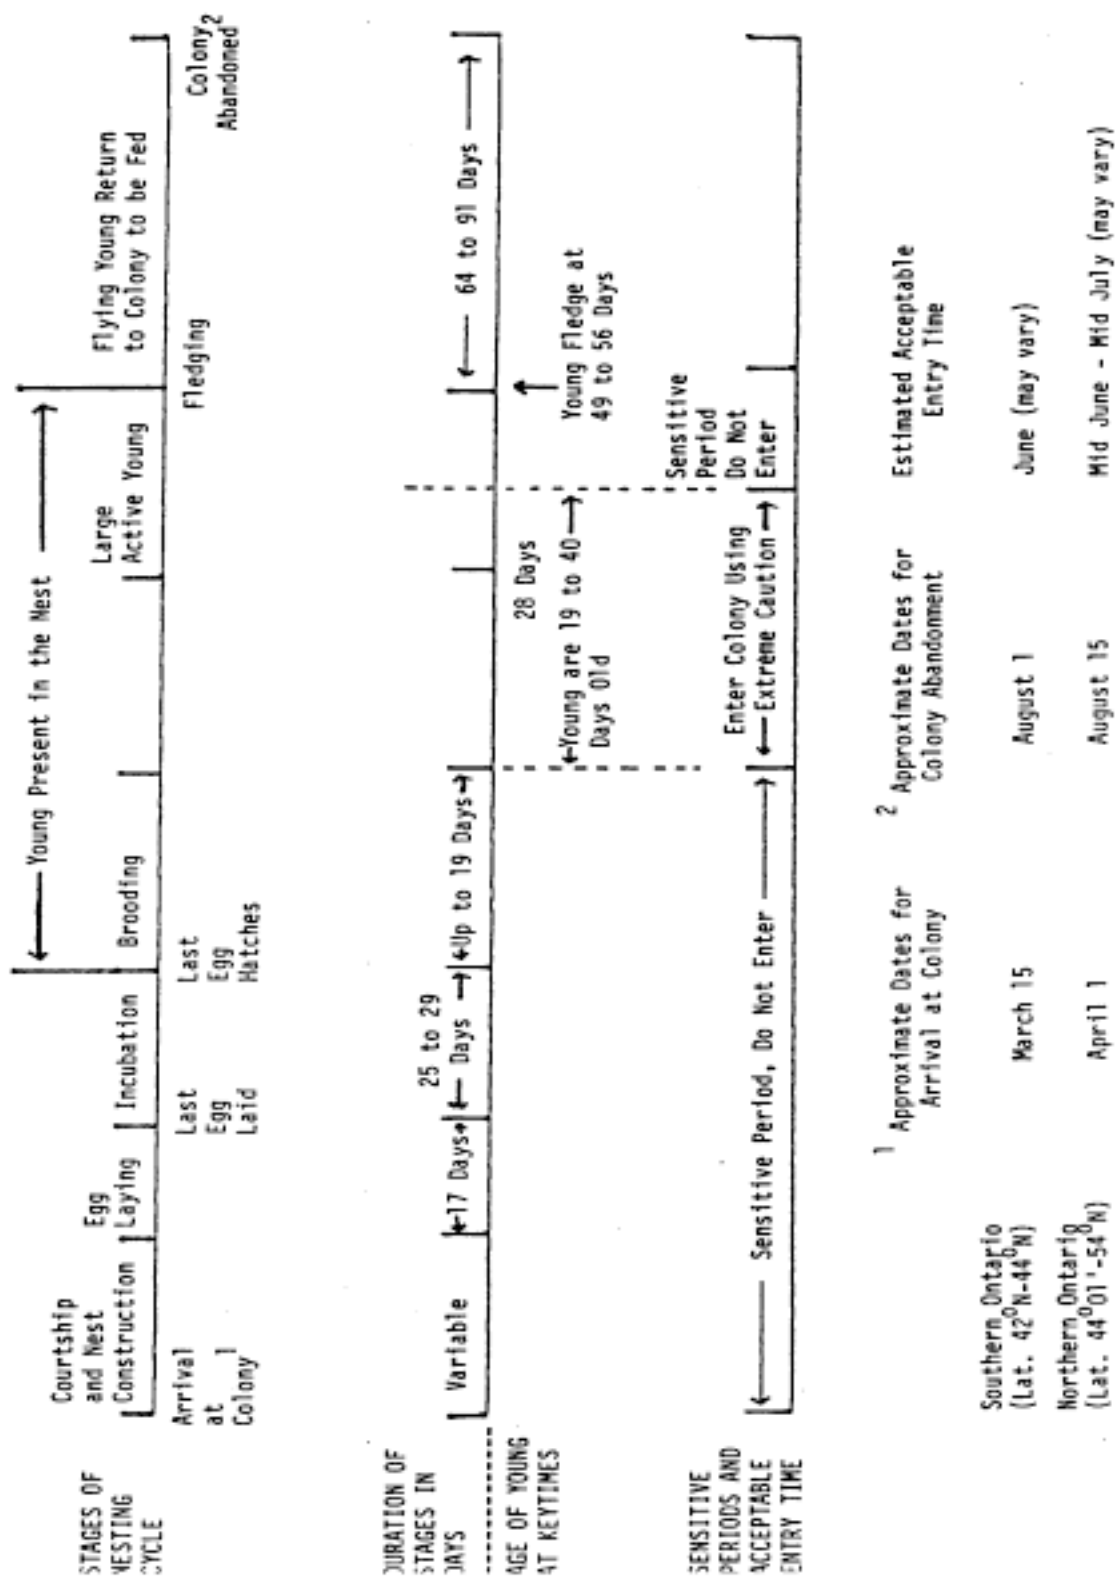 STAGES OF
NESTING
CYCLE
← Young Present in the Nest →
Courtship
and Nest
Construction
Egg
Laying
Incubation
Brooding
Large
Active Young
Flying Young Return
to Colony to be Fed
Arrival
at
Colony1
Last
Egg
Laid
Last
Egg
Hatches
Fledging
Colony2
Abandoned
DURATION OF
STAGES IN
DAYS
Variable
←17 Days→
25 to 29
← Days →
←Up to 19 Days→
← 64 to 91 Days →
AGE OF YOUNG
AT KEYTIMES
28 Days
←Young are 19 to 40→
Days Old
Young Fledge at
49 to 56 Days
SENSITIVE
PERIODS AND
ACCEPTABLE
ENTRY TIME
← Sensitive Period, Do Not Enter →
Enter Colony Using
← Extreme Caution →
Sensitive
Period
Do Not
Enter
1 Approximate Dates for
Arrival at Colony
2 Approximate Dates for
Colony Abandonment
Estimated Acceptable
Entry Time
Southern Ontario
(Lat. 42°N-44°N)
March 15
August 1
June (may vary)
Northern Ontario
(Lat. 44°01'-54°N)
April 1
August 15
Mid June - Mid July (may vary)